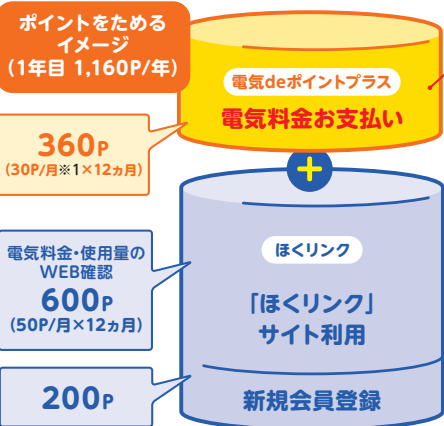 ポイントをためる
イメージ
(1年目 1,160P/年)
電気deポイントプラス
電気料金お支払い
360P
(30P/月※1×12ヵ月)
+
ほくリンク
電気料金・使用量の
WEB確認
600P
(50P/月×12ヵ月)
「ほくリンク」
サイト利用
200P
新規会員登録